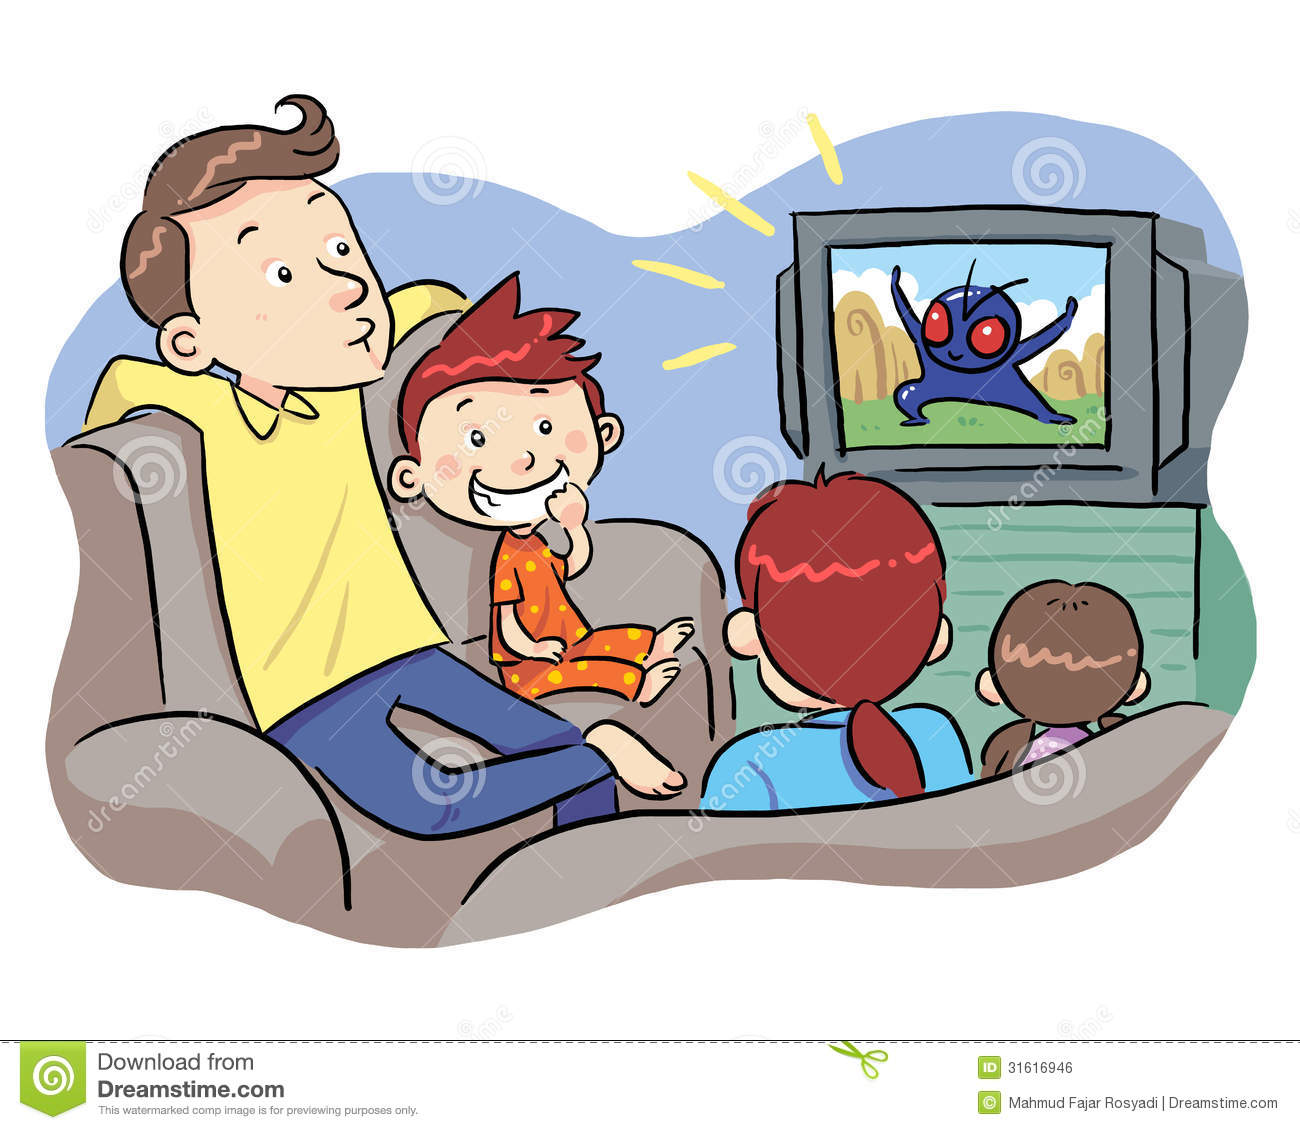 Download from
Dreamstime.com
This watermarked comp image is for previewing purposes only.
ID 31616946
© Mahmud Fajar Rosyadi | Dreamstime.com
dreamstime